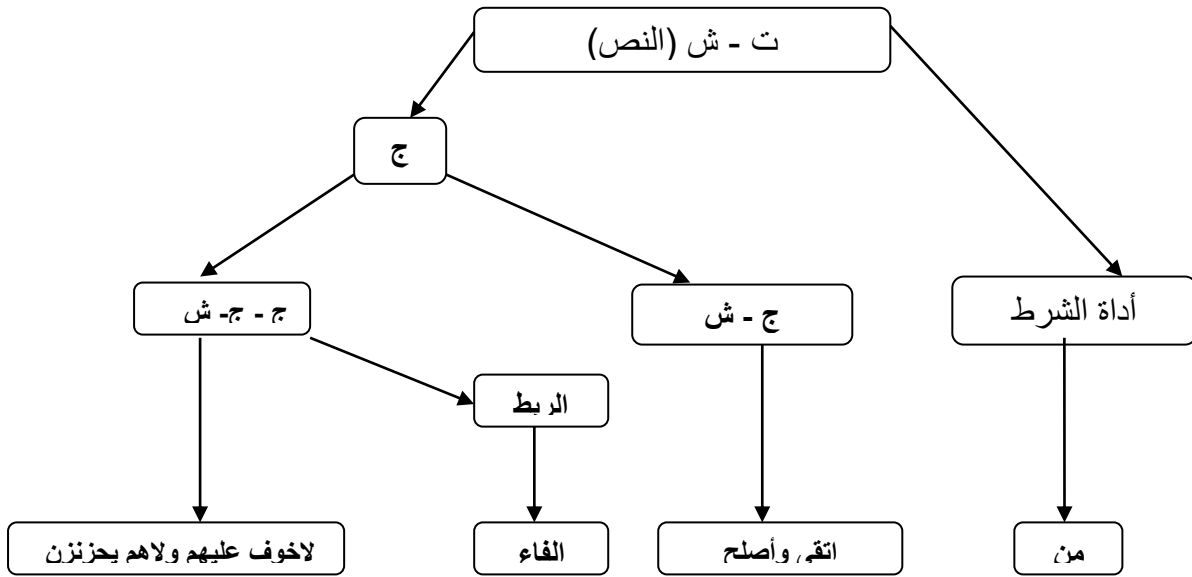 ت - ش (النص)
ج
أداة الشرط
ج - ش
ج - ج- ش
الربط
من
اتقى وأصلح
الفاء
لاخوف عليهم ولاهم يحزنزن